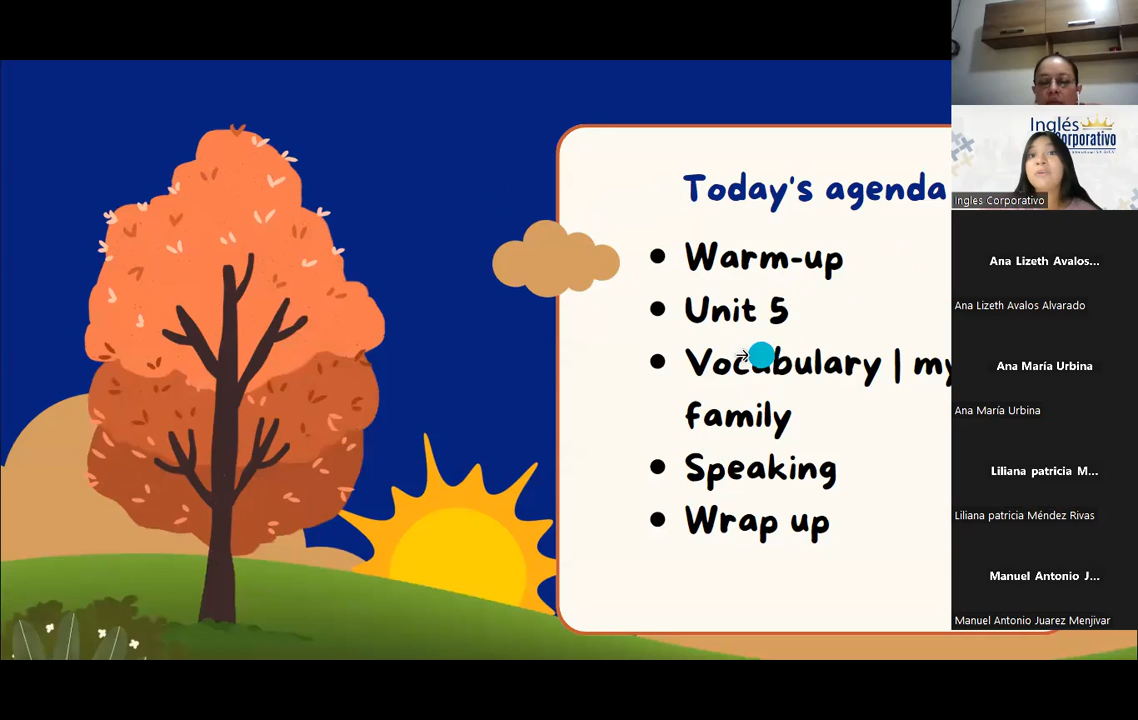 Today's agenda
Warm-up
Unit 5
Vocabulary | my
family
Speaking
Wrap up
Inglés
Corporativo
Ingles Corporativo
Ana Lizeth Avalos...
Ana Lizeth Avalos Alvarado
Ana María Urbina
Ana María Urbina
Liliana patricia M...
Liliana patricia Méndez Rivas
Manuel Antonio J...
Manuel Antonio Juarez Menjivar